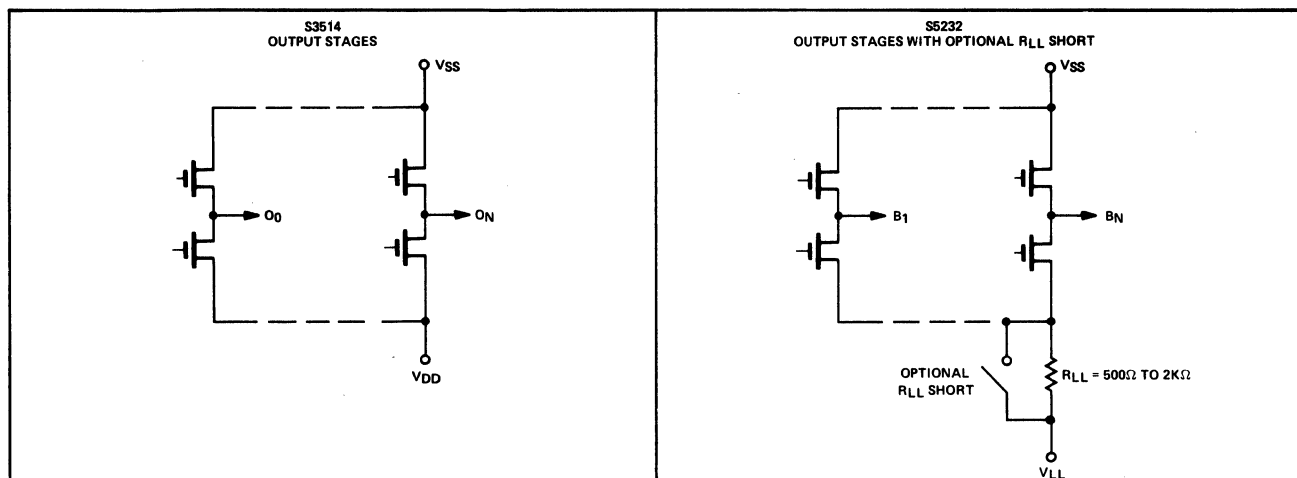 S3514
OUTPUT STAGES
VSS
O0
ON
VDD
S5232
OUTPUT STAGES WITH OPTIONAL RLL SHORT
VSS
B1
BN
OPTIONAL
RLL SHORT
RLL = 500Ω TO 2KΩ
VLL